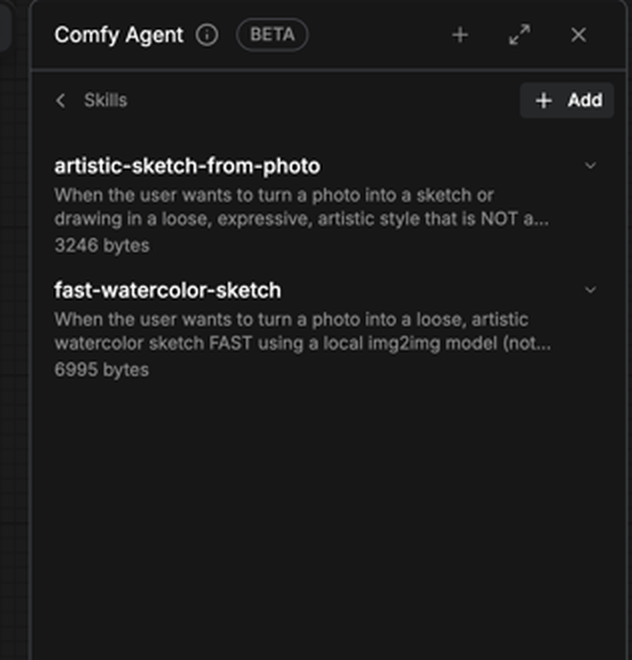 Comfy Agent BETA
Skills
Add
artistic-sketch-from-photo
When the user wants to turn a photo into a sketch or
drawing in a loose, expressive, artistic style that is NOT a...
3246 bytes
fast-watercolor-sketch
When the user wants to turn a photo into a loose, artistic
watercolor sketch FAST using a local img2img model (not...
6995 bytes